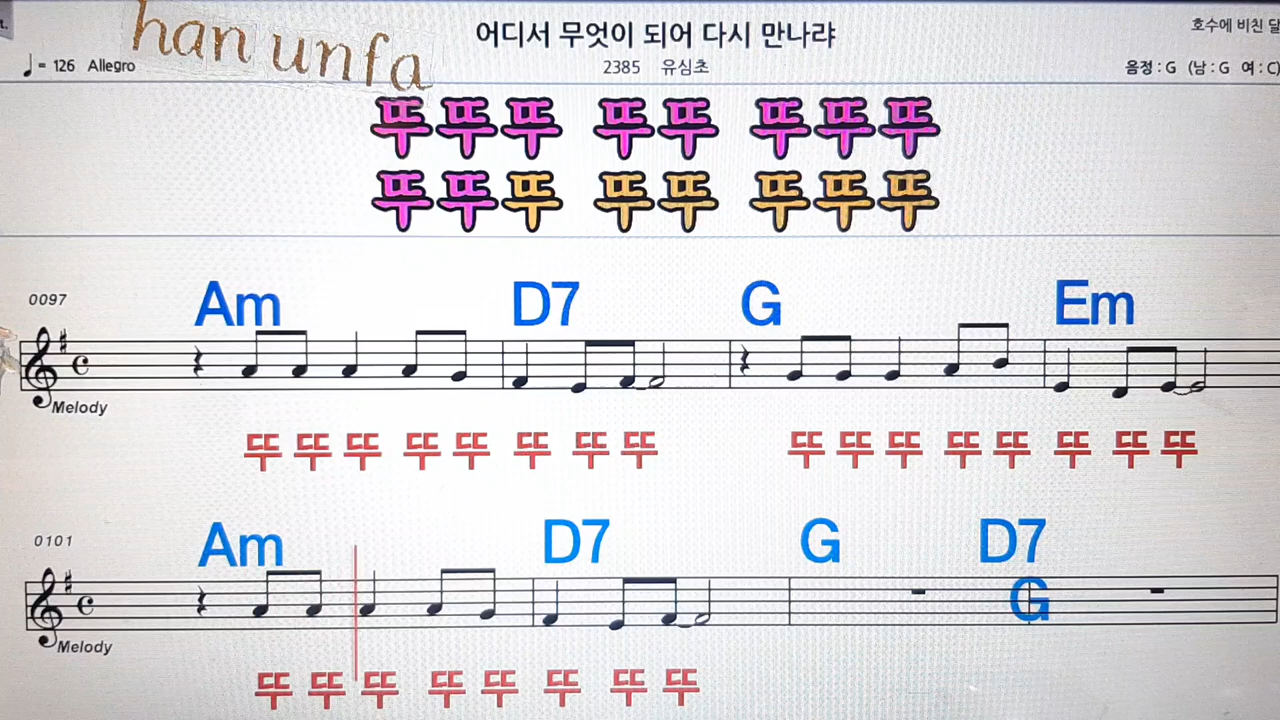 han unfa
어디서 무엇이 되어 다시 만나랴
호수에 비친 달
= 126 Allegro
2385 유심초
음정 : G (남 : G 여 : C)
뚜뚜뚜 뚜뚜 뚜뚜뚜
뚜뚜뚜 뚜뚜 뚜뚜뚜
0097
Am D7 G Em
Melody
뚜 뚜 뚜 뚜 뚜 뚜 뚜 뚜 뚜 뚜 뚜 뚜 뚜 뚜 뚜 뚜
0101
Am D7 G D7
G
Melody
뚜 뚜 뚜 뚜 뚜 뚜 뚜 뚜